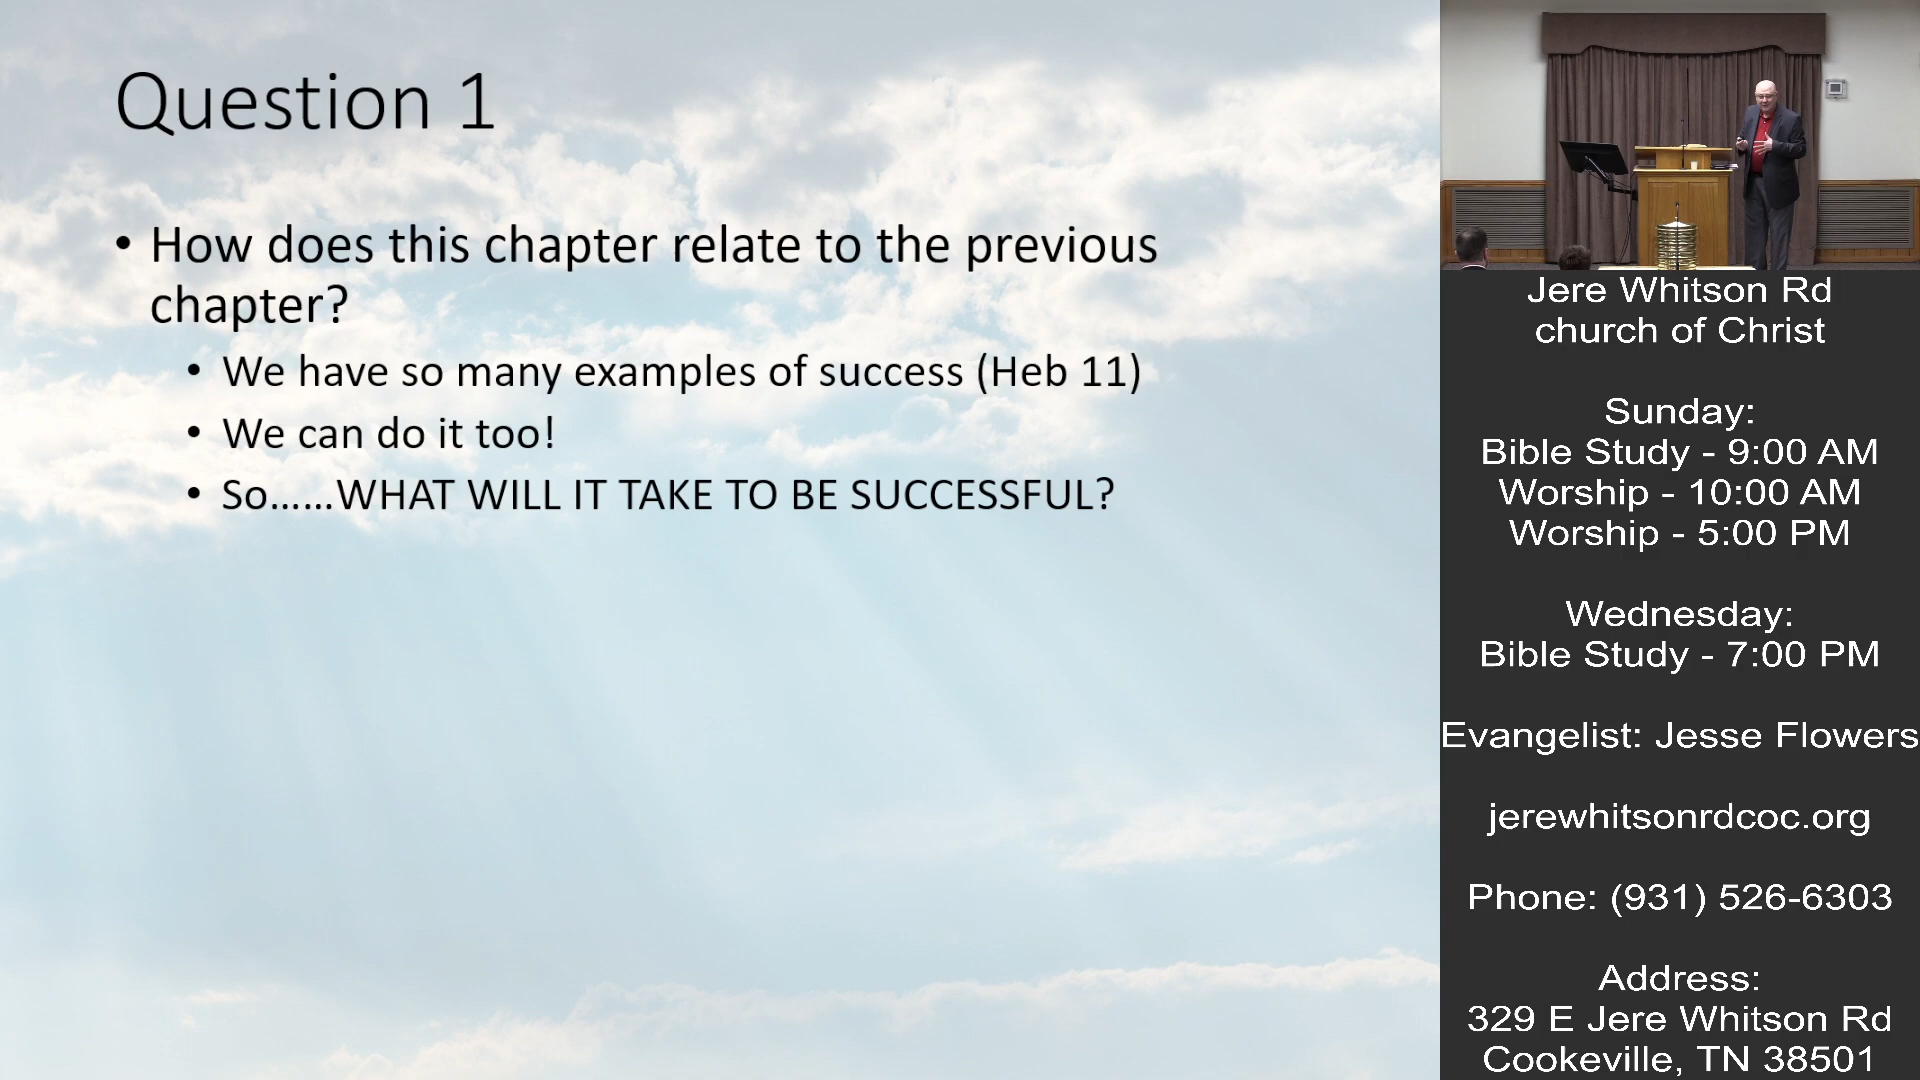 Question 1
• How does this chapter relate to the previous
chapter?
• We have so many examples of success (Heb 11)
• We can do it too!
• So......WHAT WILL IT TAKE TO BE SUCCESSFUL?
Jere Whitson Rd
church of Christ
Sunday:
Bible Study - 9:00 AM
Worship - 10:00 AM
Worship - 5:00 PM
Wednesday:
Bible Study - 7:00 PM
Evangelist: Jesse Flowers
jerewhitsonrdcoc.org
Phone: (931) 526-6303
Address:
329 E Jere Whitson Rd
Cookeville, TN 38501